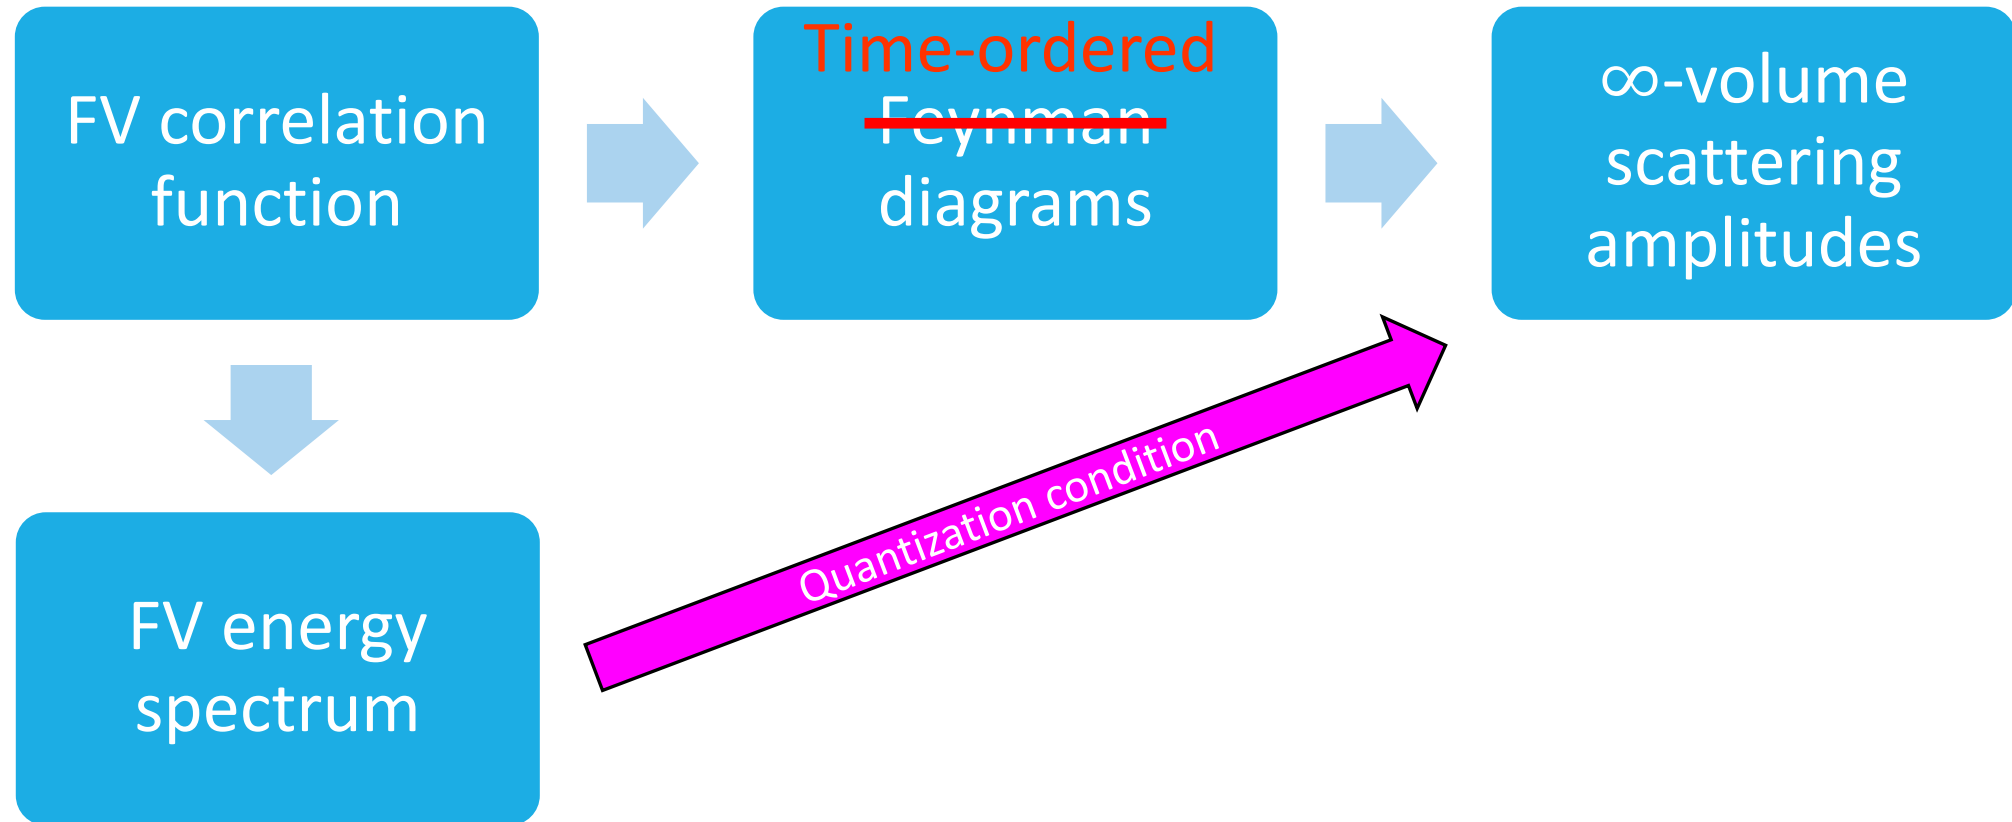 FV correlation
function
Time-ordered
Feynman
diagrams
∞-volume
scattering
amplitudes
Quantization condition
FV energy
spectrum